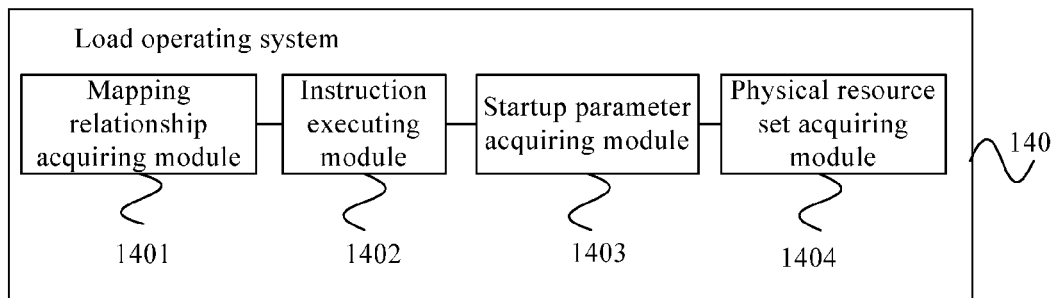 Load operating system
Mapping
relationship
acquiring module
Instruction
executing
module
Startup parameter
acquiring module
Physical resource
set acquiring
module
140
1401
1402
1403
1404